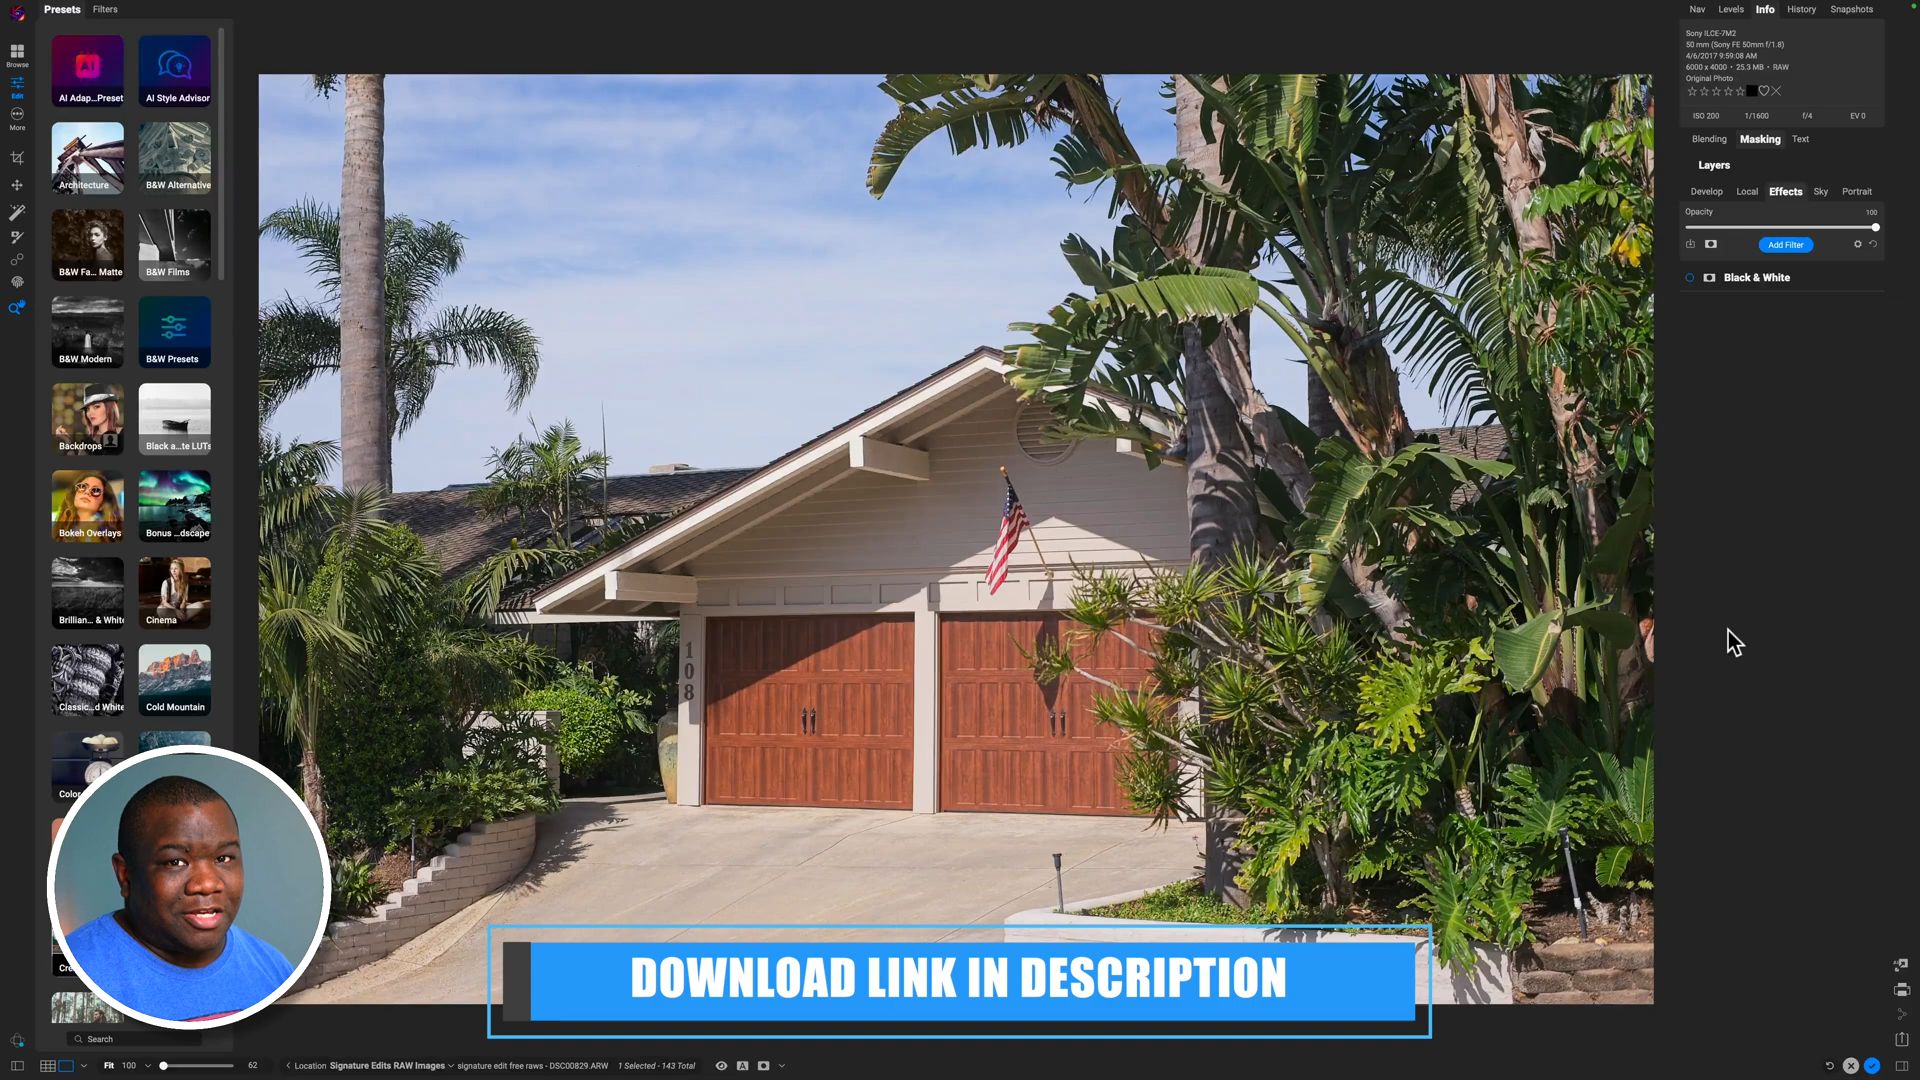 Presets Filters
Nav Levels Info History Snapshots
Sony ILCE-7M2
50 mm (Sony FE 50mm f/1.8)
4/6/2017 9:59:08 AM
6000 x 4000 • 25.3 MB • RAW
Original Photo
ISO 200 1/1600 f/4 EV 0
Blending Masking Text
Layers
Develop Local Effects Sky Portrait
Opacity 100
Add Filter
Black & White
Browse
Edit
More
AI
AI Adap...Preset AI Style Advisor
Architecture B&W Alternative
B&W Fa... Matte B&W Films
B&W Modern B&W Presets
Backdrops Black a...te LUTs
Bokeh Overlays Bonus ...dscape
Brillian... & White Cinema
Classic...d White Cold Mountain
Color
Cre
Search
108
DOWNLOAD LINK IN DESCRIPTION
Fit 100 62 Location Signature Edits RAW Images signature edit free raws - DSC00829.ARW 1 Selected - 143 Total A